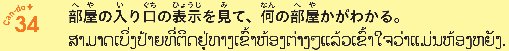 Can-do+
34
部屋の入り口の表示を見て、何の部屋かがわかる。
ສາມາດເບິ່ງປ້າຍທີ່ຕິດຢູ່ທາງເຂົ້າຫ້ອງຕ່າງໆແລ້ວເຂົ້າໃຈວ່າແມ່ນຫ້ອງຫຍັງ.